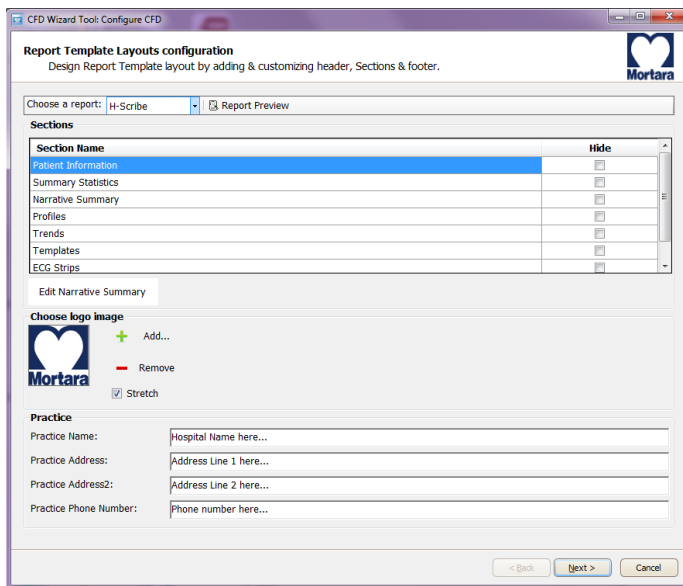 CFD Wizard Tool: Configure CFD
Report Template Layouts configuration
Design Report Template layout by adding & customizing header, Sections & footer.
Mortara
Choose a report: H-Scribe Report Preview
Sections
Section Name Hide
Patient Information
Summary Statistics
Narrative Summary
Profiles
Trends
Templates
ECG Strips
Edit Narrative Summary
Choose logo image
Mortara
Add...
Remove
Stretch
Practice
Practice Name: Hospital Name here...
Practice Address: Address Line 1 here...
Practice Address2: Address Line 2 here...
Practice Phone Number: Phone number here...
< Back Next > Cancel